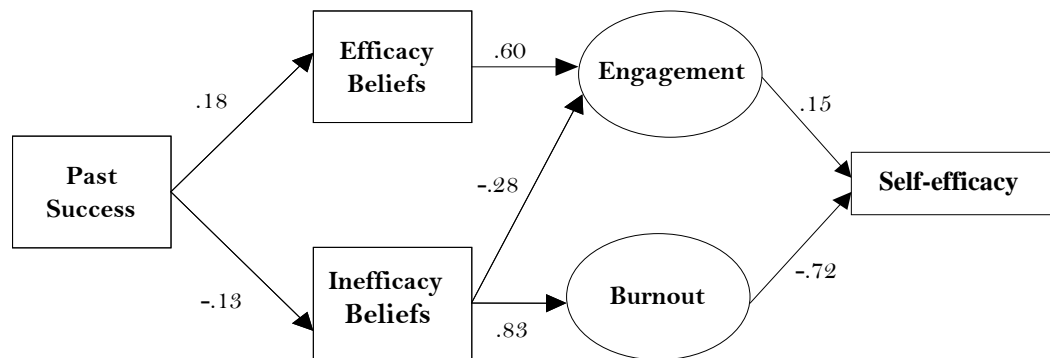 Efficacy
Beliefs
.60
Engagement
.18
.15
Past
Success
-.28
Self-efficacy
-.13
Inefficacy
Beliefs
.83
Burnout
-.72